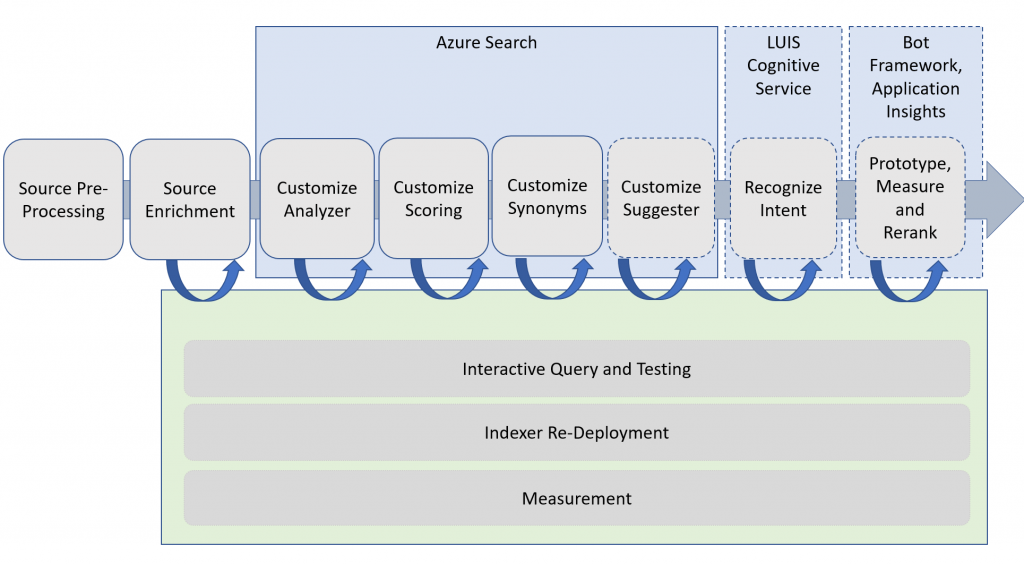 Azure Search
LUIS
Cognitive
Service
Bot
Framework,
Application
Insights
Source Pre-
Processing
Source
Enrichment
Customize
Analyzer
Customize
Scoring
Customize
Synonyms
Customize
Suggester
Recognize
Intent
Prototype,
Measure
and
Rerank
Interactive Query and Testing
Indexer Re-Deployment
Measurement